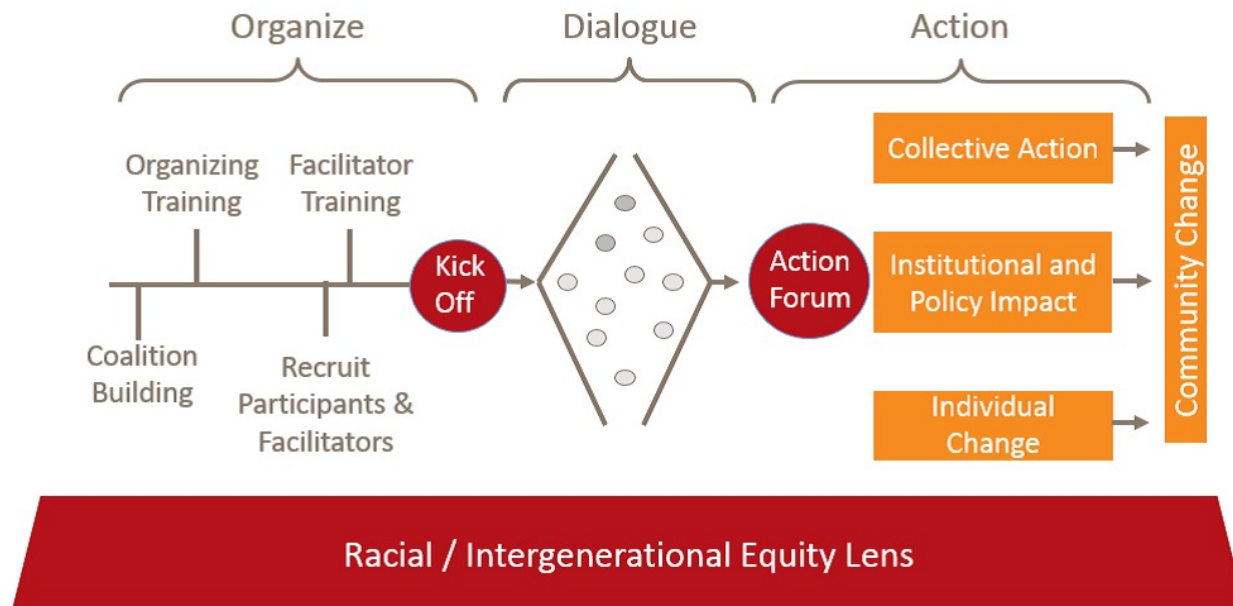 Organize
Dialogue
Action
Organizing
Training
Facilitator
Training
Coalition
Building
Recruit
Participants &
Facilitators
Kick
Off
Action
Forum
Collective Action
Institutional and
Policy Impact
Individual
Change
Community Change
Racial / Intergenerational Equity Lens